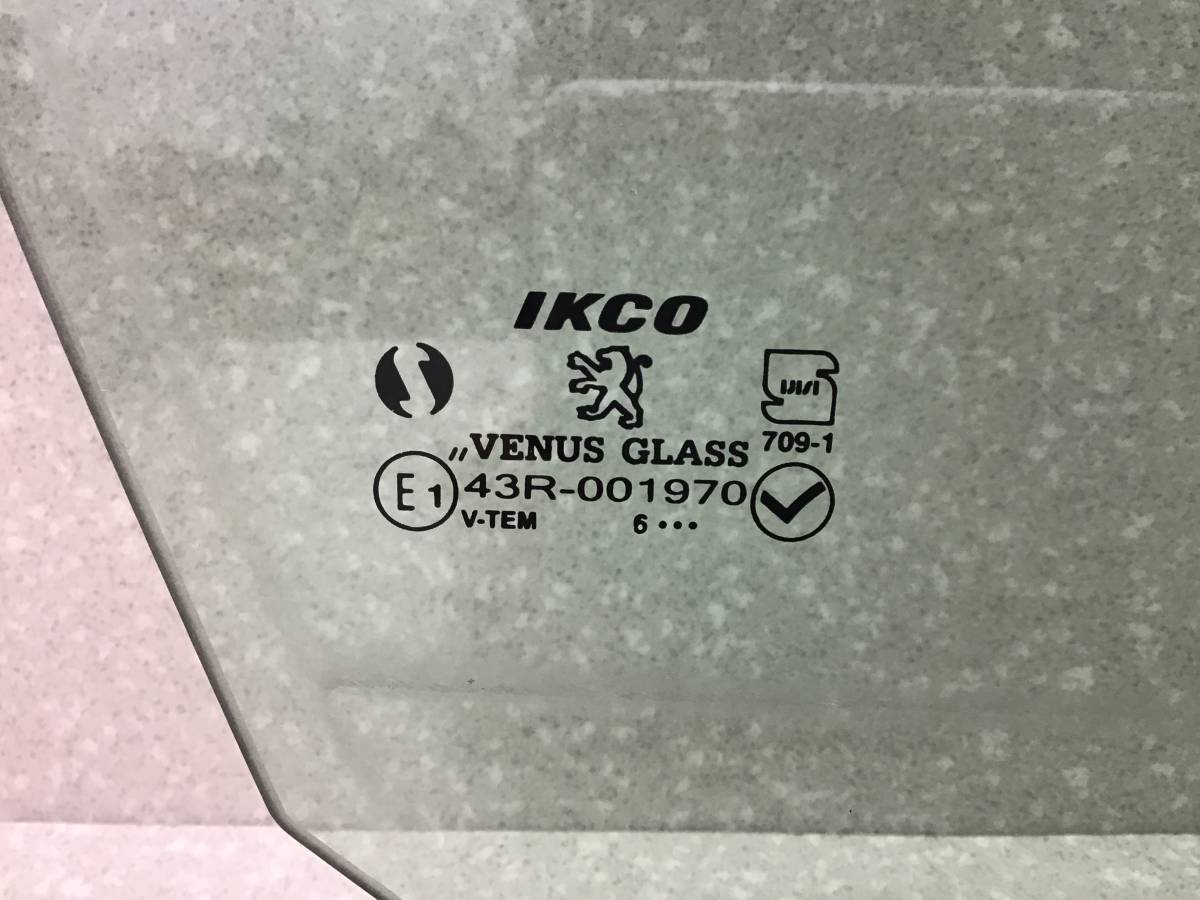 IKCO
709-1
〃VENUS GLASS
E1 43R-001970
V-TEM 6 •••